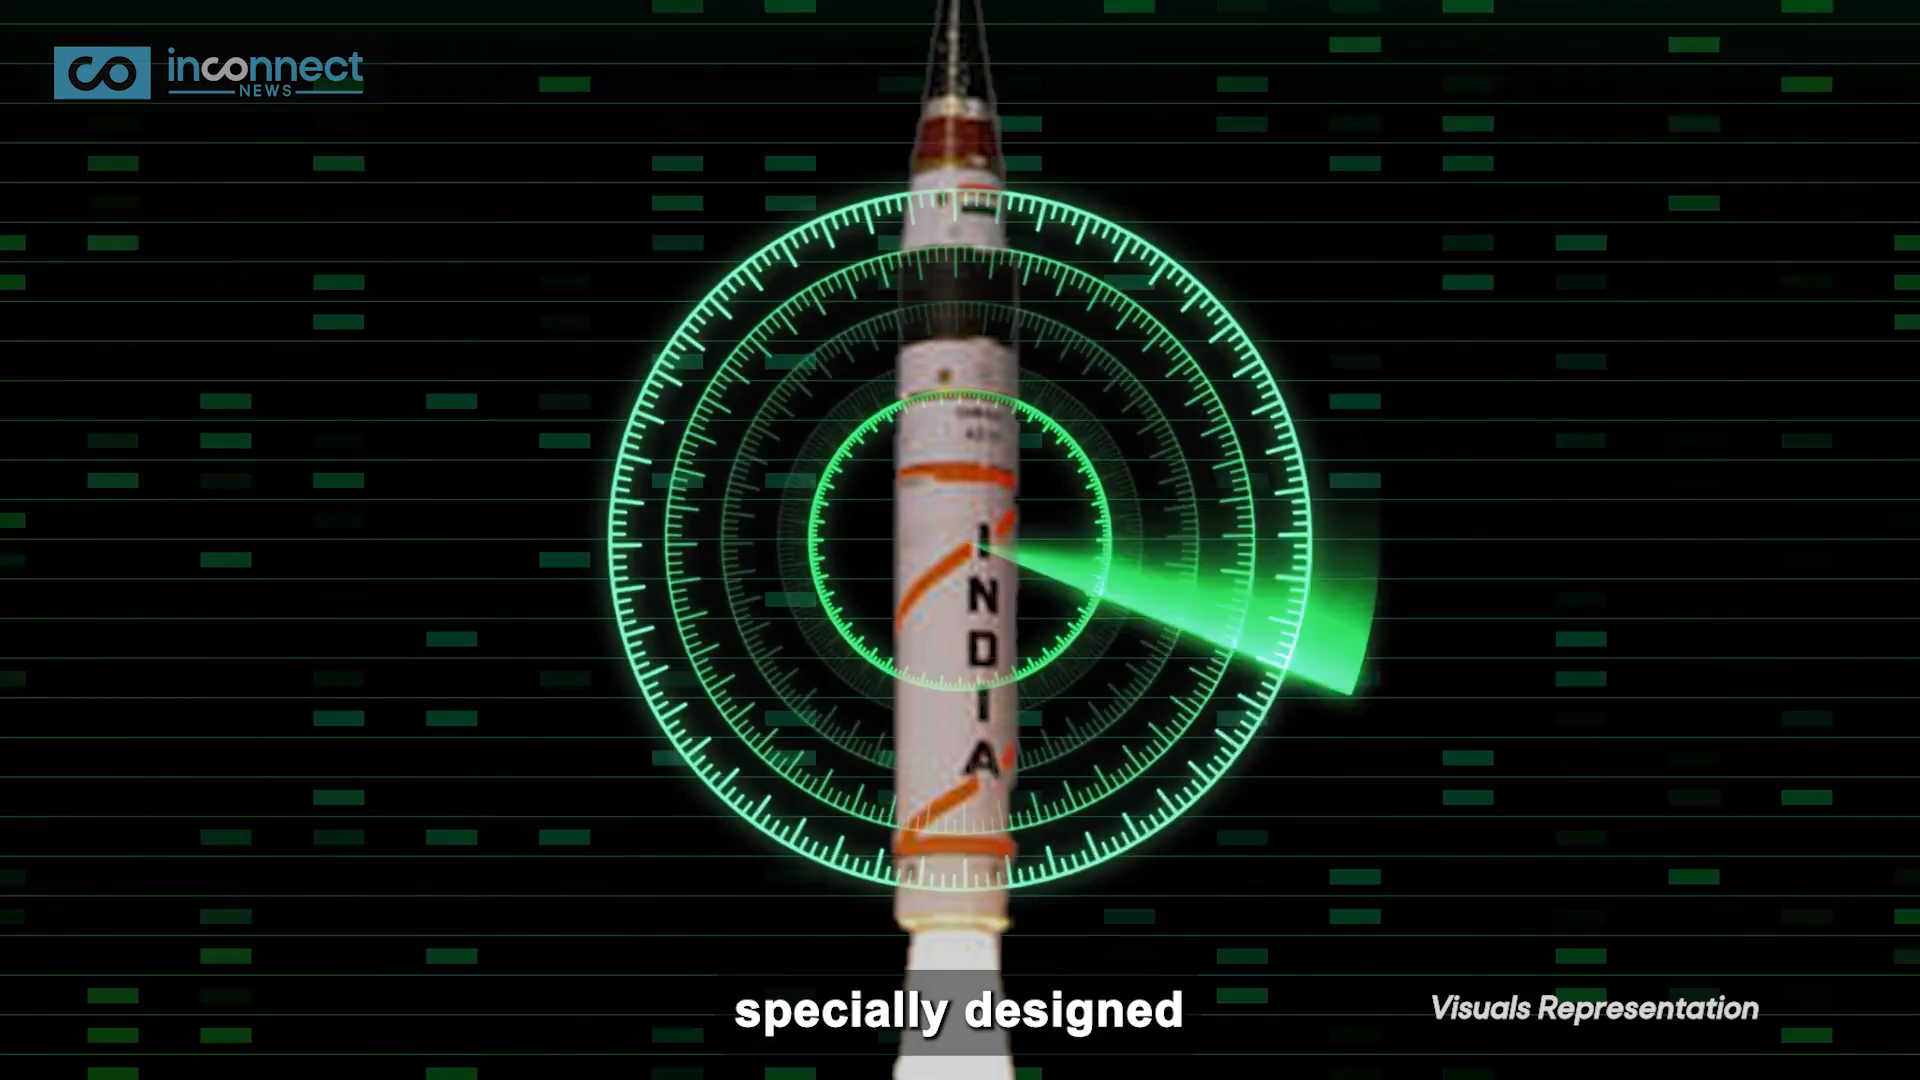 inconnect
NEWS
INDIA
specially designed
Visuals Representation